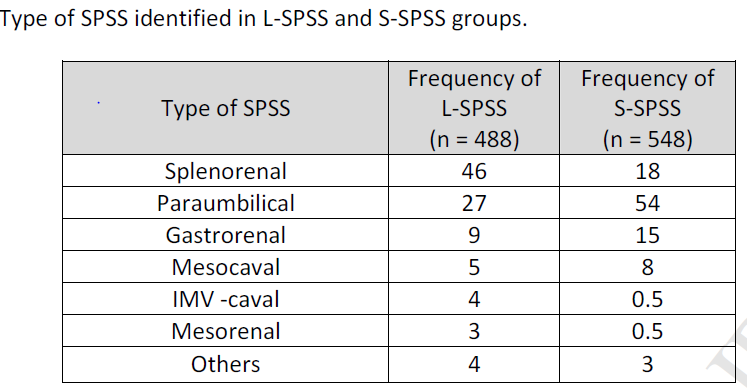 Type of SPSS identified in L-SPSS and S-SPSS groups.
Type of SPSS Frequency of L-SPSS (n = 488) Frequency of S-SPSS (n = 548)
Splenorenal 46 18
Paraumbilical 27 54
Gastrorenal 9 15
Mesocaval 5 8
IMV -caval 4 0.5
Mesorenal 3 0.5
Others 4 3